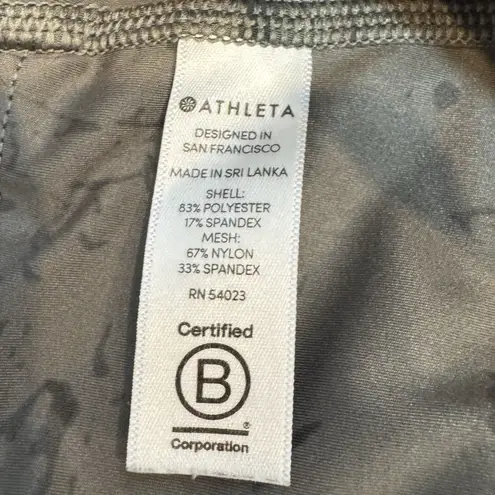 ATHLETA
DESIGNED IN
SAN FRANCISCO
MADE IN SRI LANKA
SHELL:
83% POLYESTER
17% SPANDEX
MESH:
67% NYLON
33% SPANDEX
RN 54023
Certified
B
®
Corporation